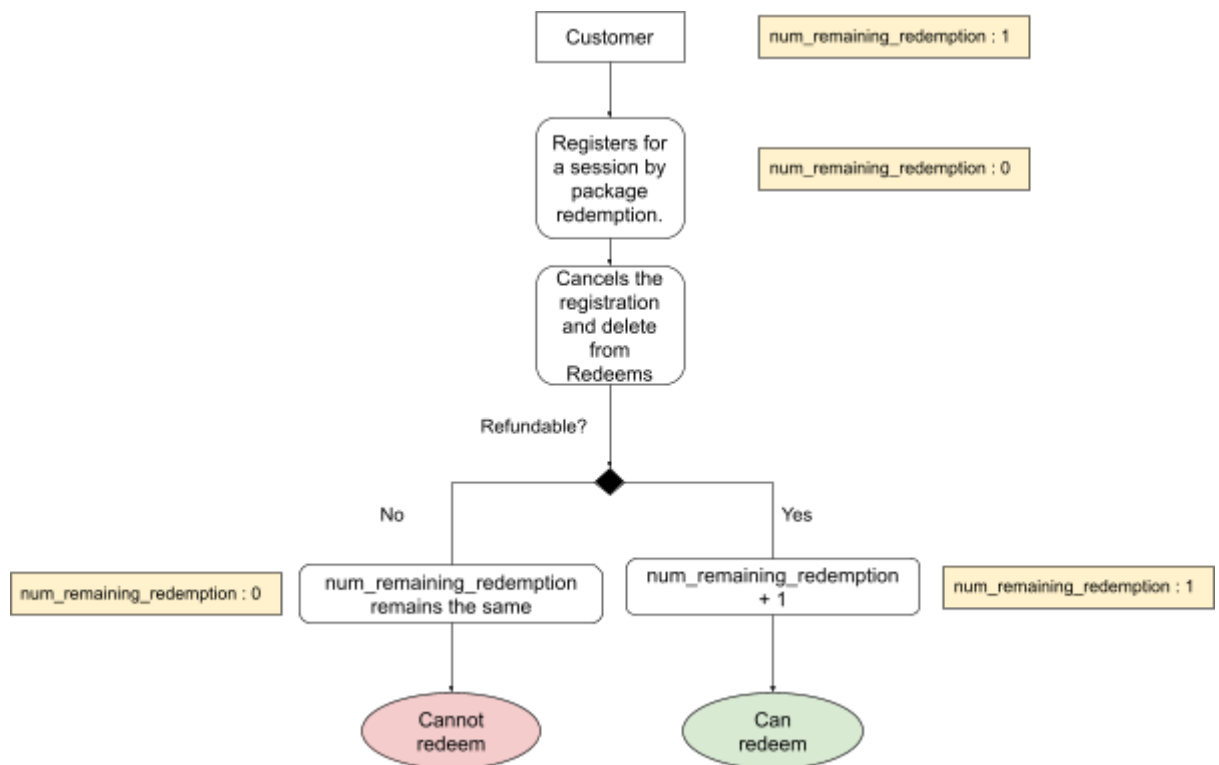 Customer
num_remaining_redemption : 1
Registers for
a session by
package
redemption.
num_remaining_redemption : 0
Cancels the
registration
and delete
from
Redeems
Refundable?
No
Yes
num_remaining_redemption : 0
num_remaining_redemption
remains the same
num_remaining_redemption
+ 1
num_remaining_redemption : 1
Cannot
redeem
Can
redeem